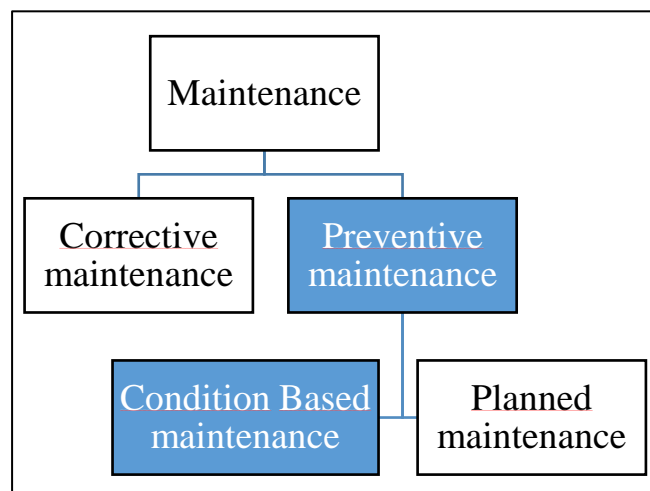 Maintenance
Corrective
maintenance
Preventive
maintenance
Condition Based
maintenance
Planned
maintenance